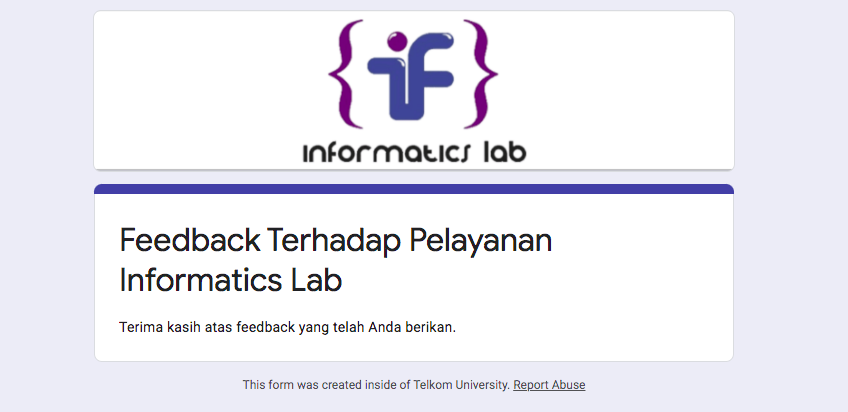 if
informatics lab
Feedback Terhadap Pelayanan
Informatics Lab
Terima kasih atas feedback yang telah Anda berikan.
This form was created inside of Telkom University. Report Abuse